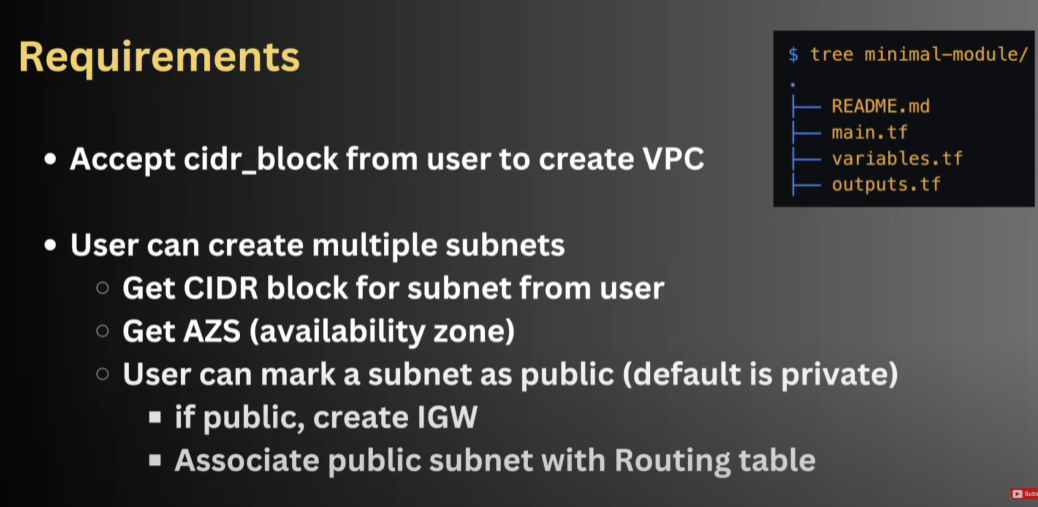 Requirements
$ tree minimal-module/
.
├── README.md
├── main.tf
├── variables.tf
├── outputs.tf
• Accept cidr_block from user to create VPC
• User can create multiple subnets
○ Get CIDR block for subnet from user
○ Get AZS (availability zone)
○ User can mark a subnet as public (default is private)
▪ if public, create IGW
▪ Associate public subnet with Routing table
Subs